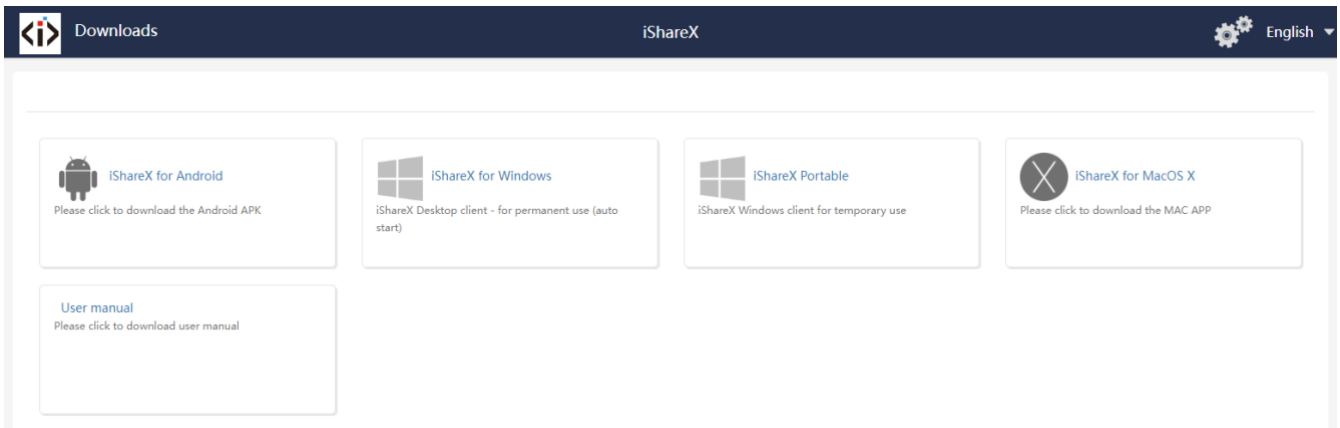 Downloads
iShareX
English
iShareX for Android
Please click to download the Android APK
iShareX for Windows
iShareX Desktop client - for permanent use (auto
start)
iShareX Portable
iShareX Windows client for temporary use
iShareX for MacOS X
Please click to download the MAC APP
User manual
Please click to download user manual